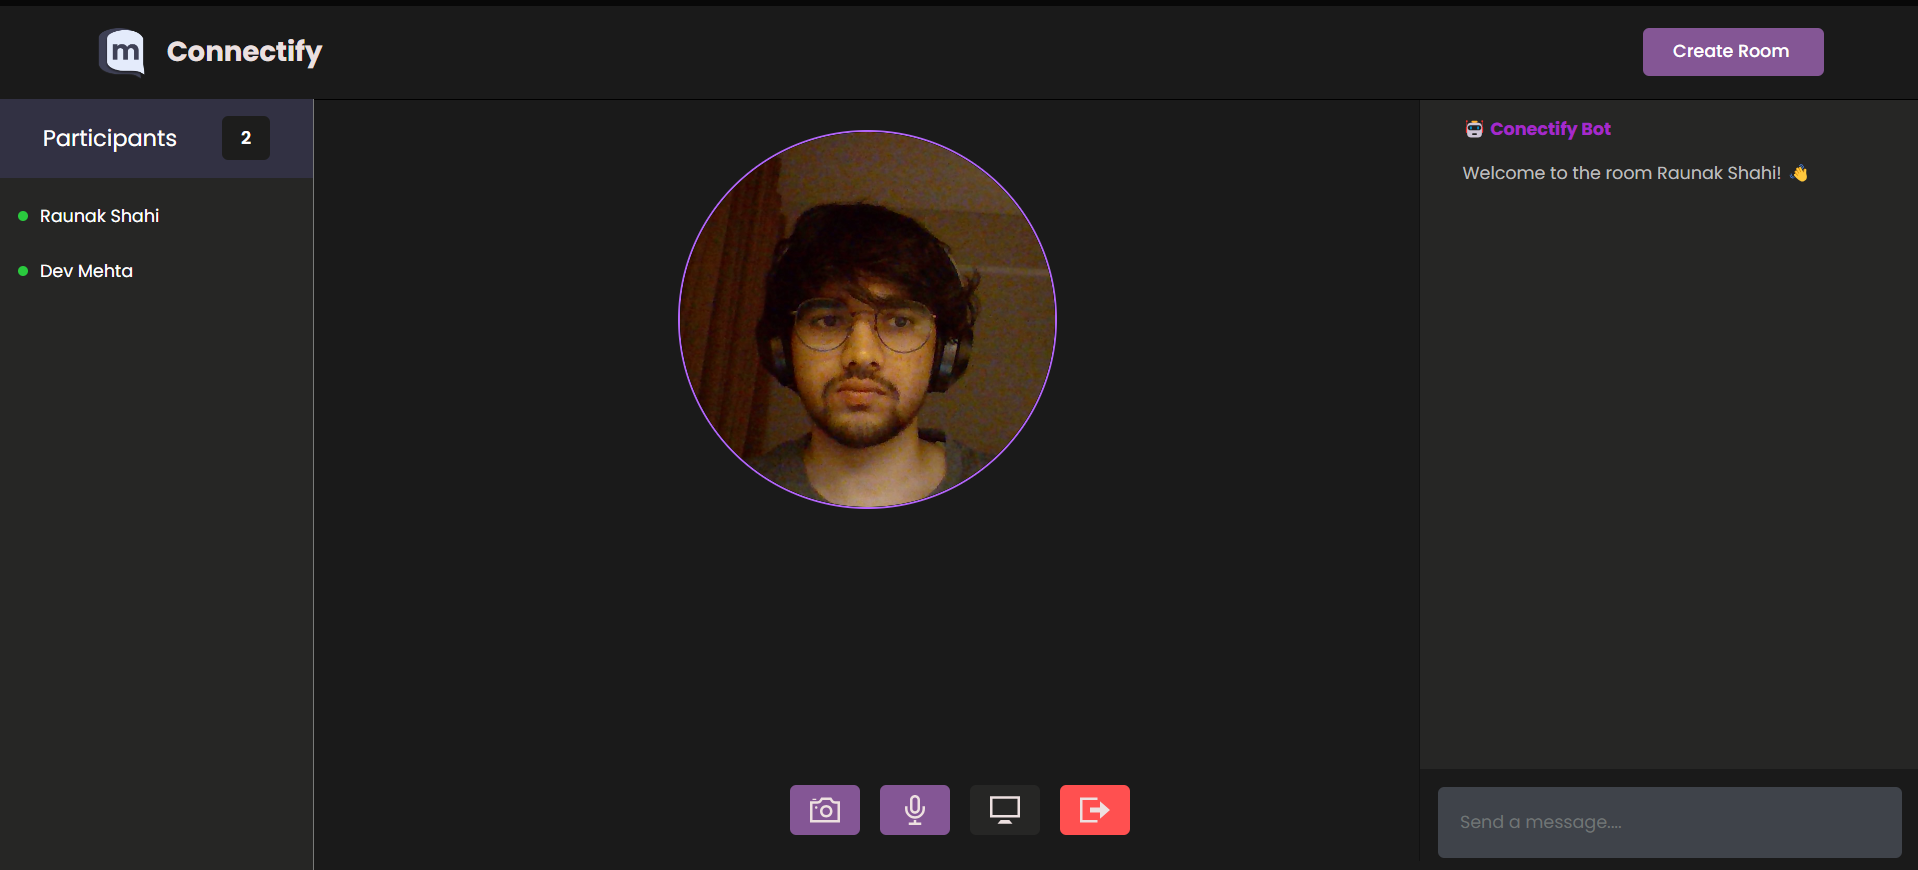 m Connectify
Create Room
Participants 2
Raunak Shahi
Dev Mehta
🤖 Conectify Bot
Welcome to the room Raunak Shahi! 👋
Send a message....